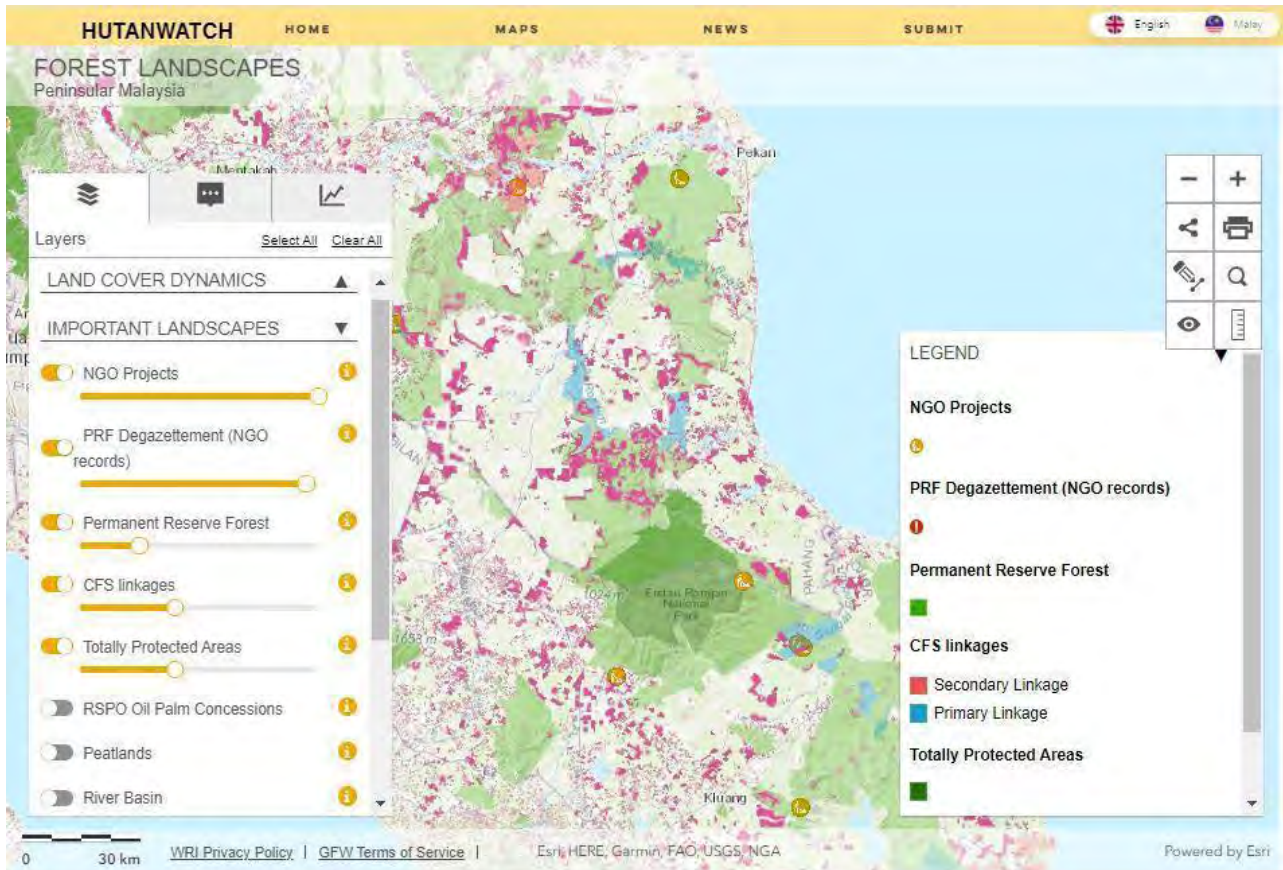 HUTANWATCH HOME MAPS NEWS SUBMIT English Malay
FOREST LANDSCAPES
Peninsular Malaysia
Pekan
Mentakab
Layers Select All Clear All
LAND COVER DYNAMICS
IMPORTANT LANDSCAPES
NGO Projects
PRF Degazettement (NGO
records)
Permanent Reserve Forest
CFS linkages
Totally Protected Areas
RSPO Oil Palm Concessions
Peatlands
River Basin
PAHANG
1024 m
National
Park
1653 m
Kluang
LEGEND
NGO Projects
PRF Degazettement (NGO records)
Permanent Reserve Forest
CFS linkages
Secondary Linkage
Primary Linkage
Totally Protected Areas
0 30 km WRI Privacy Policy | GFW Terms of Service | Esri, HERE, Garmin, FAO, USGS, NGA Powered by Esri